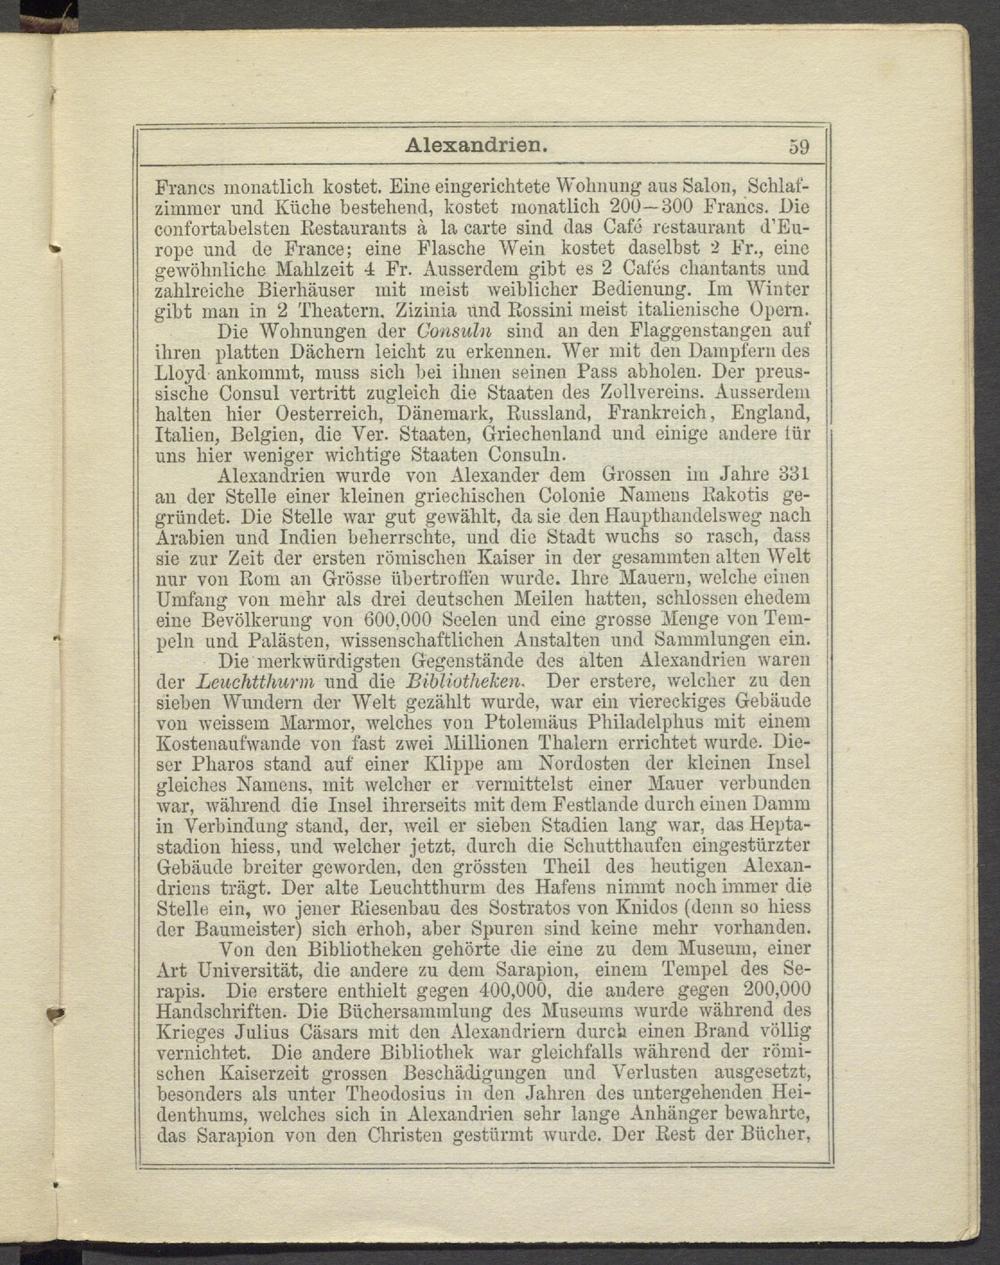 Alexandrien. 59
Francs monatlich kostet. Eine eingerichtete Wohnung aus Salon, Schlaf-
zimmer und Küche bestehend, kostet monatlich 200—300 Francs. Die
confortabelsten Restaurants à la carte sind das Café restaurant d'Eu-
rope und de France; eine Flasche Wein kostet daselbst 2 Fr., eine
gewöhnliche Mahlzeit 4 Fr. Ausserdem gibt es 2 Cafés chantants und
zahlreiche Bierhäuser mit meist weiblicher Bedienung. Im Winter
gibt man in 2 Theatern. Zizinia und Rossini meist italienische Opern.
Die Wohnungen der Consuln sind an den Flaggenstangen auf
ihren platten Dächern leicht zu erkennen. Wer mit den Dampfern des
Lloyd ankommt, muss sich bei ihnen seinen Pass abholen. Der preus-
sische Consul vertritt zugleich die Staaten des Zollvereins. Ausserdem
halten hier Oesterreich, Dänemark, Russland, Frankreich, England,
Italien, Belgien, die Ver. Staaten, Griechenland und einige andere für
uns hier weniger wichtige Staaten Consuln.
Alexandrien wurde von Alexander dem Grossen im Jahre 331
an der Stelle einer kleinen griechischen Colonie Namens Rakotis ge-
gründet. Die Stelle war gut gewählt, da sie den Haupthandelsweg nach
Arabien und Indien beherrschte, und die Stadt wuchs so rasch, dass
sie zur Zeit der ersten römischen Kaiser in der gesammten alten Welt
nur von Rom an Grösse übertroffen wurde. Ihre Mauern, welche einen
Umfang von mehr als drei deutschen Meilen hatten, schlossen ehedem
eine Bevölkerung von 600,000 Seelen und eine grosse Menge von Tem-
peln und Palästen, wissenschaftlichen Anstalten und Sammlungen ein.
Die merkwürdigsten Gegenstände des alten Alexandrien waren
der Leuchtthurm und die Bibliotheken. Der erstere, welcher zu den
sieben Wundern der Welt gezählt wurde, war ein viereckiges Gebäude
von weissem Marmor, welches von Ptolemäus Philadelphus mit einem
Kostenaufwande von fast zwei Millionen Thalern errichtet wurde. Die-
ser Pharos stand auf einer Klippe am Nordosten der kleinen Insel
gleiches Namens, mit welcher er vermittelst einer Mauer verbunden
war, während die Insel ihrerseits mit dem Festlande durch einen Damm
in Verbindung stand, der, weil er sieben Stadien lang war, das Hepta-
stadion hiess, und welcher jetzt, durch die Schutthaufen eingestürzter
Gebäude breiter geworden, den grössten Theil des heutigen Alexan-
driens trägt. Der alte Leuchtthurm des Hafens nimmt noch immer die
Stelle ein, wo jener Riesenbau des Sostratos von Knidos (denn so hiess
der Baumeister) sich erhob, aber Spuren sind keine mehr vorhanden.
Von den Bibliotheken gehörte die eine zu dem Museum, einer
Art Universität, die andere zu dem Sarapion, einem Tempel des Se-
rapis. Die erstere enthielt gegen 400,000, die andere gegen 200,000
Handschriften. Die Büchersammlung des Museums wurde während des
Krieges Julius Cäsars mit den Alexandriern durch einen Brand völlig
vernichtet. Die andere Bibliothek war gleichfalls während der römi-
schen Kaiserzeit grossen Beschädigungen und Verlusten ausgesetzt,
besonders als unter Theodosius in den Jahren des untergehenden Hei-
denthums, welches sich in Alexandrien sehr lange Anhänger bewahrte,
das Sarapion von den Christen gestürmt wurde. Der Rest der Bücher,